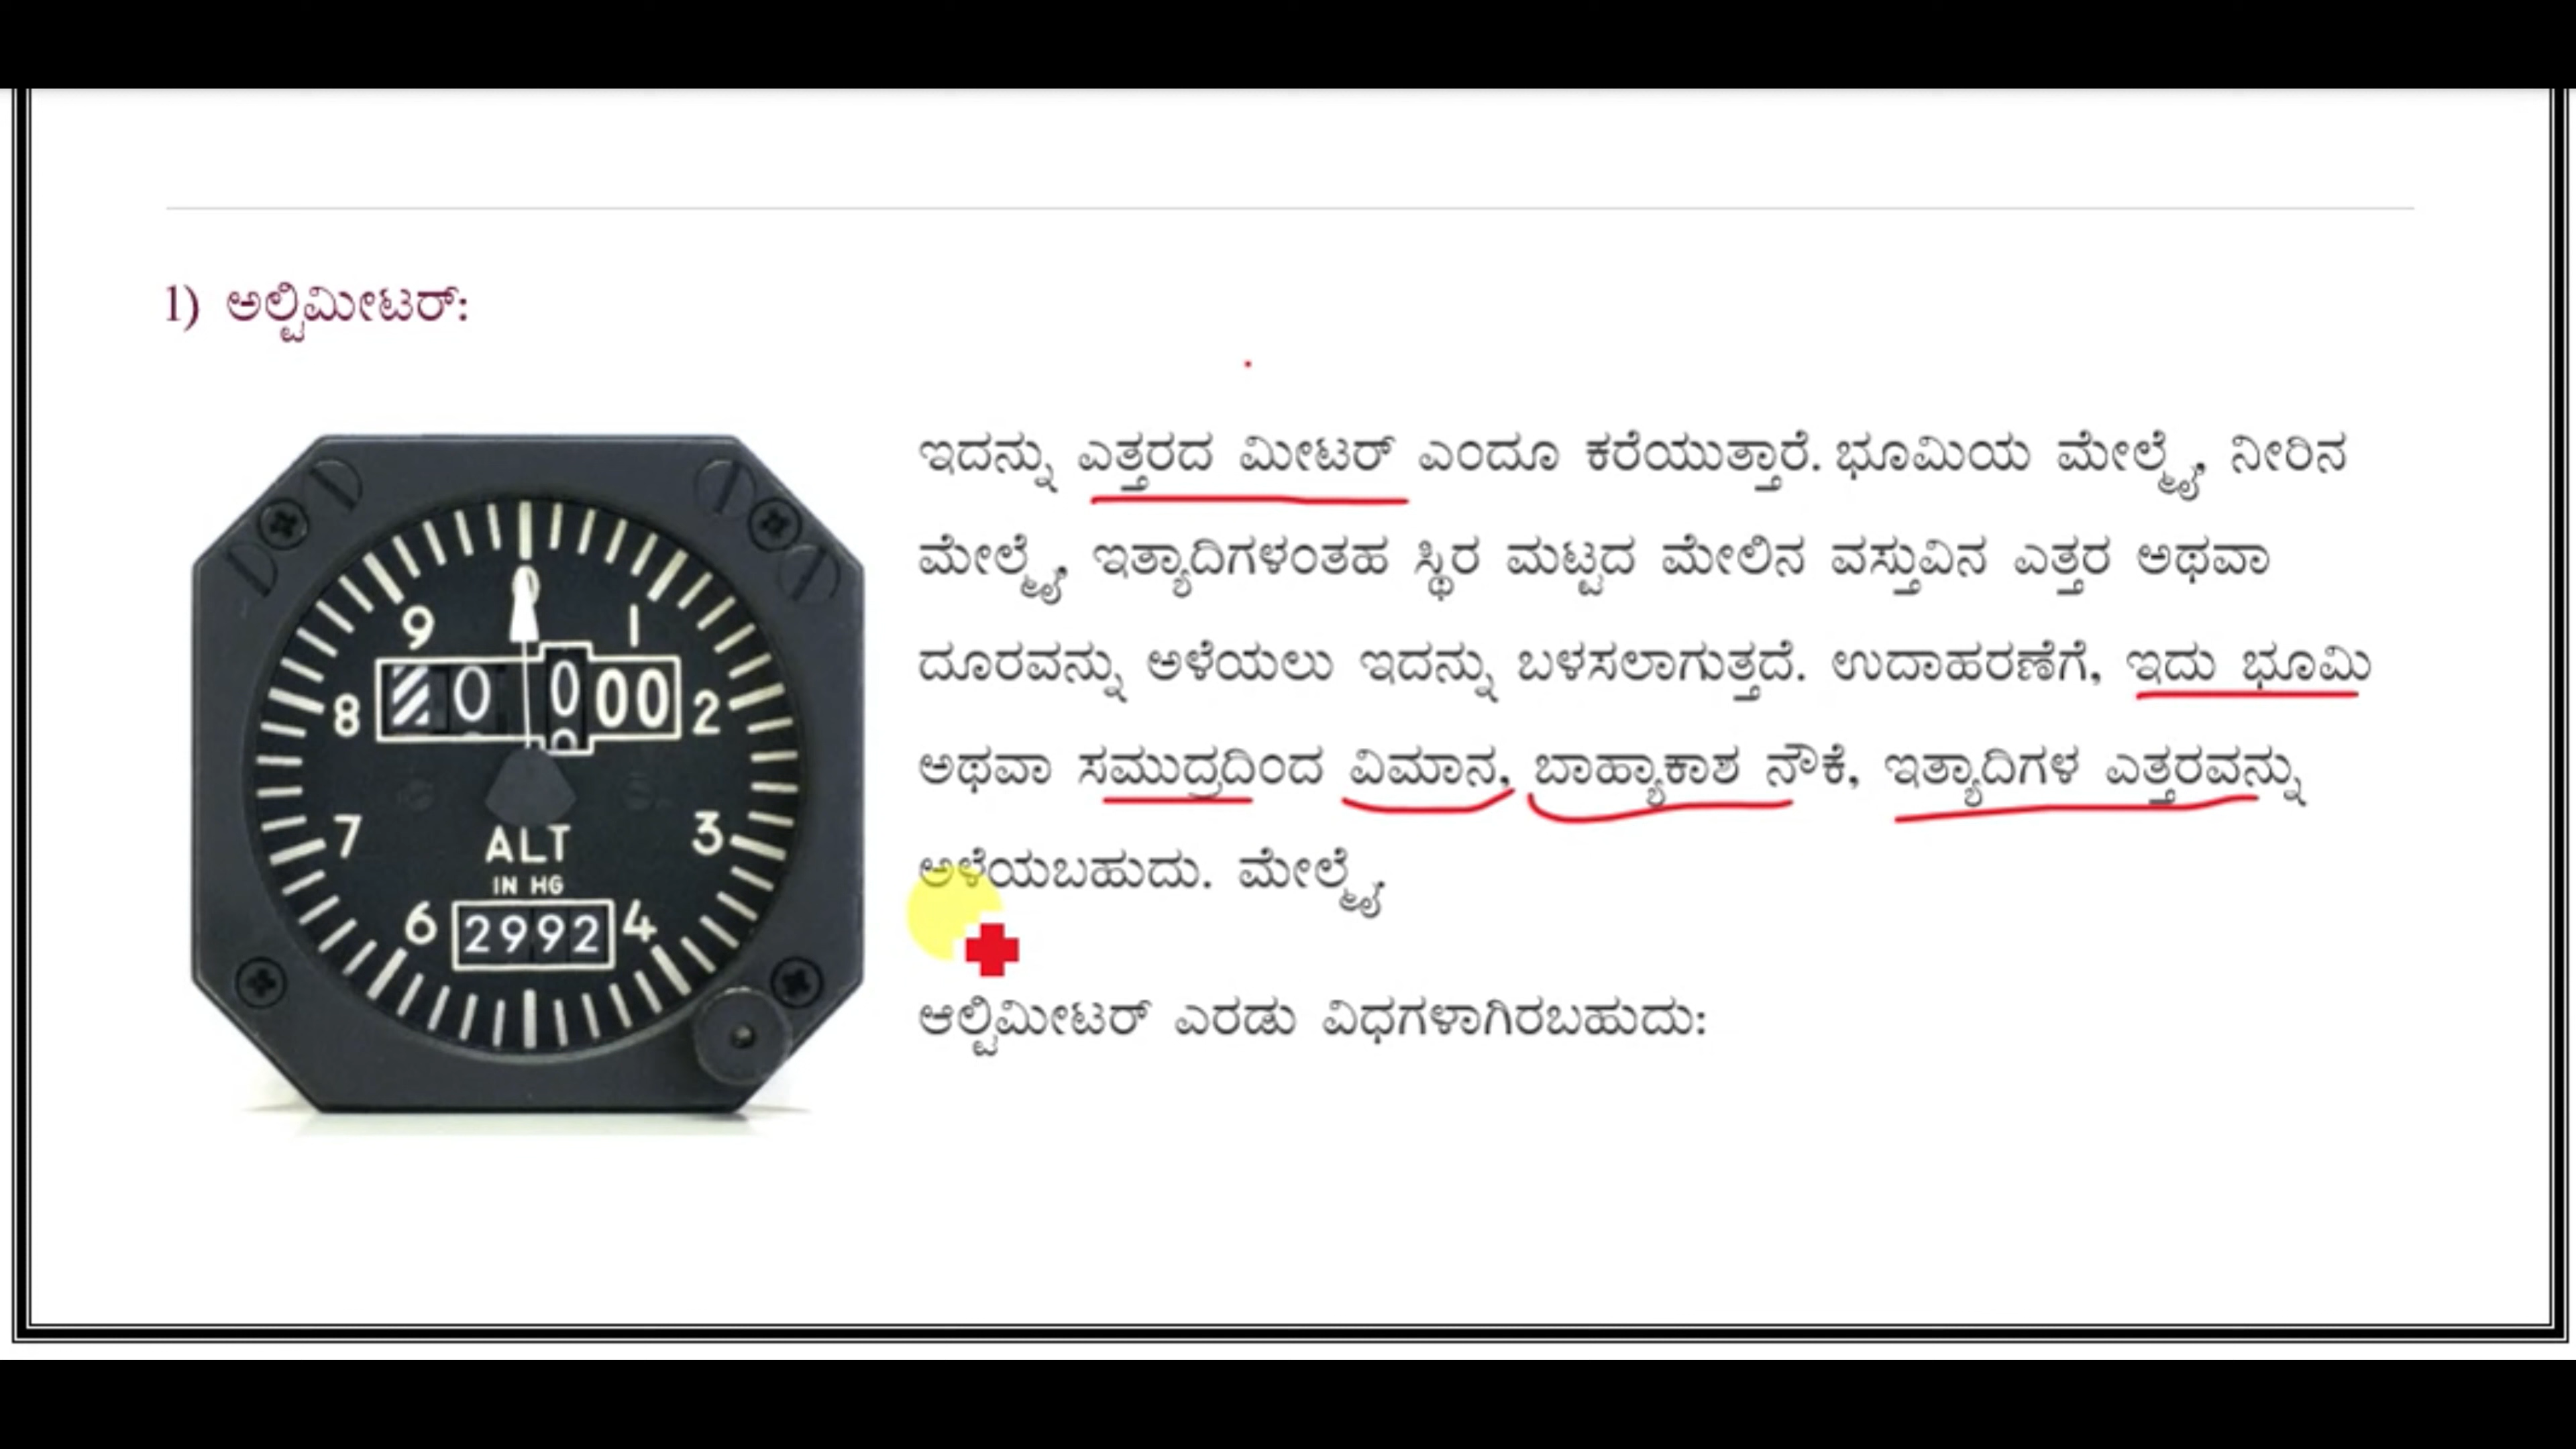 1) ಅಲ್ಟಿಮೀಟರ್:
ಇದನ್ನು ಎತ್ತರದ ಮೀಟರ್ ಎಂದೂ ಕರೆಯುತ್ತಾರೆ. ಭೂಮಿಯ ಮೇಲ್ಮೈ, ನೀರಿನ
ಮೇಲ್ಮೈ, ಇತ್ಯಾದಿಗಳಂತಹ ಸ್ಥಿರ ಮಟ್ಟದ ಮೇಲಿನ ವಸ್ತುವಿನ ಎತ್ತರ ಅಥವಾ
ದೂರವನ್ನು ಅಳೆಯಲು ಇದನ್ನು ಬಳಸಲಾಗುತ್ತದೆ. ಉದಾಹರಣೆಗೆ, ಇದು ಭೂಮಿ
ಅಥವಾ ಸಮುದ್ರದಿಂದ ವಿಮಾನ, ಬಾಹ್ಯಾಕಾಶ ನೌಕೆ, ಇತ್ಯಾದಿಗಳ ಎತ್ತರವನ್ನು
ಅಳೆಯಬಹುದು. ಮೇಲ್ಮೈ.
ಆಲ್ಟಿಮೀಟರ್ ಎರಡು ವಿಧಗಳಾಗಿರಬಹುದು:
0
9 1
0 0 00
8 2
7 3
ALT
IN HG
6 2992 4